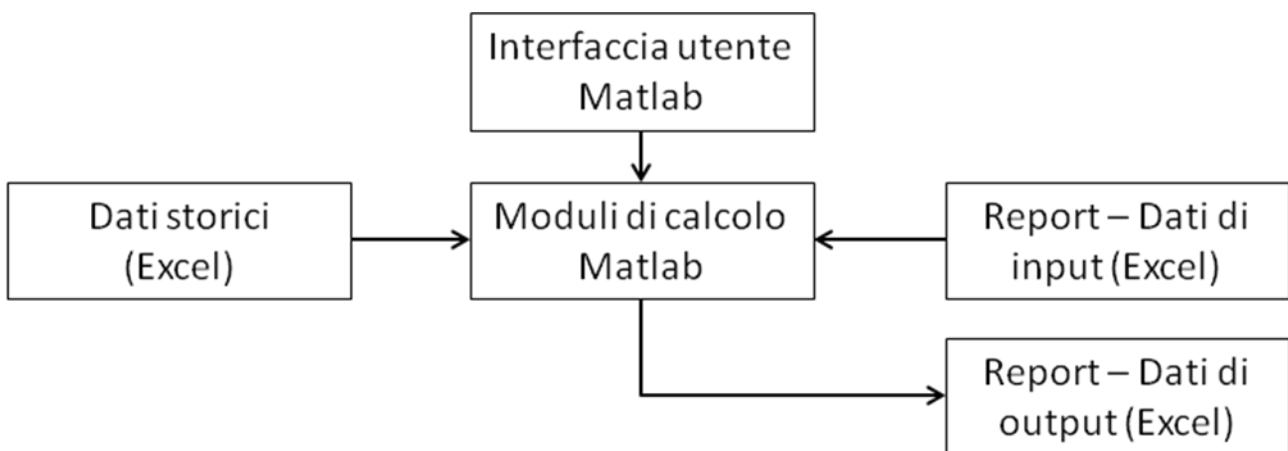 Interfaccia utente
Matlab
Dati storici
(Excel)
Moduli di calcolo
Matlab
Report – Dati di
input (Excel)
Report – Dati di
output (Excel)